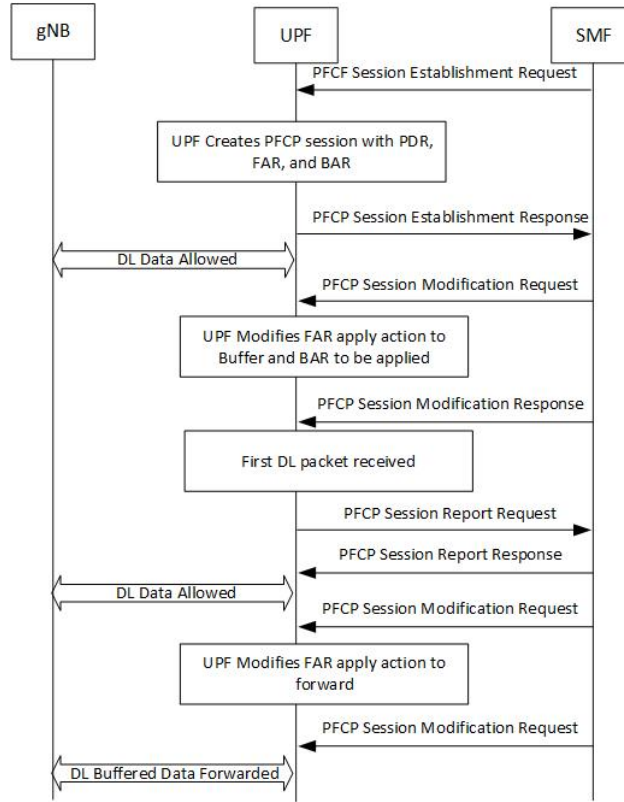 gNB
UPF
SMF
PFCF Session Establishment Request
UPF Creates PFCP session with PDR,
FAR, and BAR
PFCP Session Establishment Response
DL Data Allowed
PFCP Session Modification Request
UPF Modifies FAR apply action to
Buffer and BAR to be applied
PFCP Session Modification Response
First DL packet received
PFCP Session Report Request
PFCP Session Report Response
DL Data Allowed
PFCP Session Modification Request
UPF Modifies FAR apply action to
forward
PFCP Session Modification Request
DL Buffered Data Forwarded